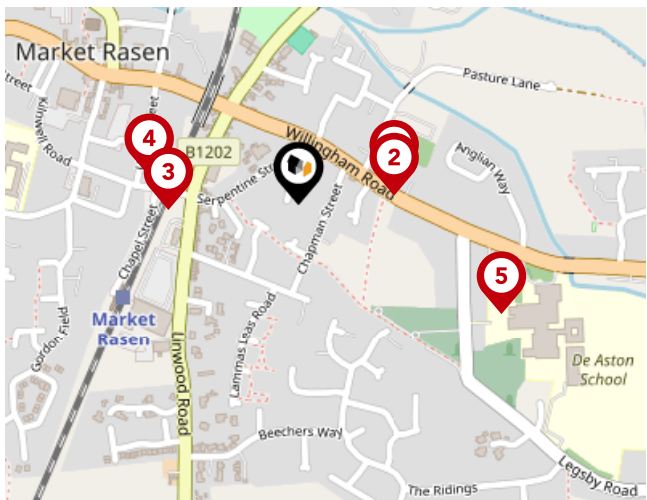 Market Rasen
Pasture Lane
Street
Street
Kilnwell Road
4
Willingham Road
2
B1202
3
Serpentine Stre
Anglian Way
Chapel Street
Chapman Street
5
Market
Rasen
Gordon Field
Linwood Road
Lammas Leas Road
De Aston
School
Beechers Way
Legsby Road
The Ridings